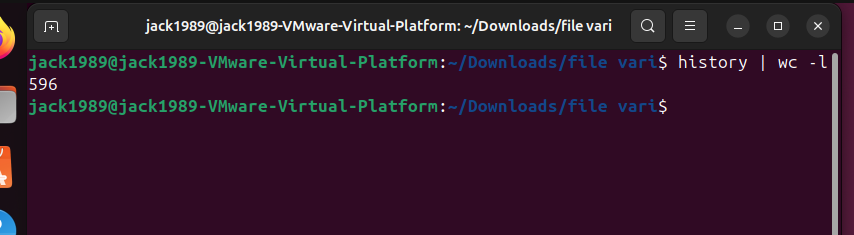 jack1989@jack1989-VMware-Virtual-Platform: ~/Downloads/file vari
jack1989@jack1989-VMware-Virtual-Platform:~/Downloads/file vari$ history | wc -l
596
jack1989@jack1989-VMware-Virtual-Platform:~/Downloads/file vari$